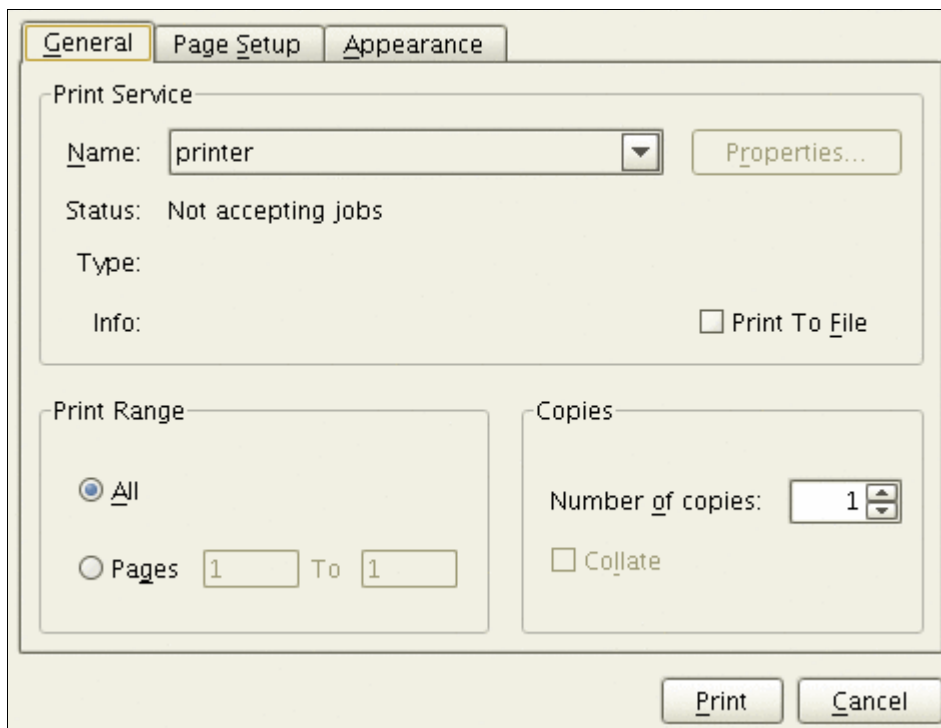 General Page Setup Appearance
Print Service
Name: printer Properties...
Status: Not accepting jobs
Type:
Info: Print To File
Print Range
All
Pages 1 To 1
Copies
Number of copies: 1
Collate
Print Cancel